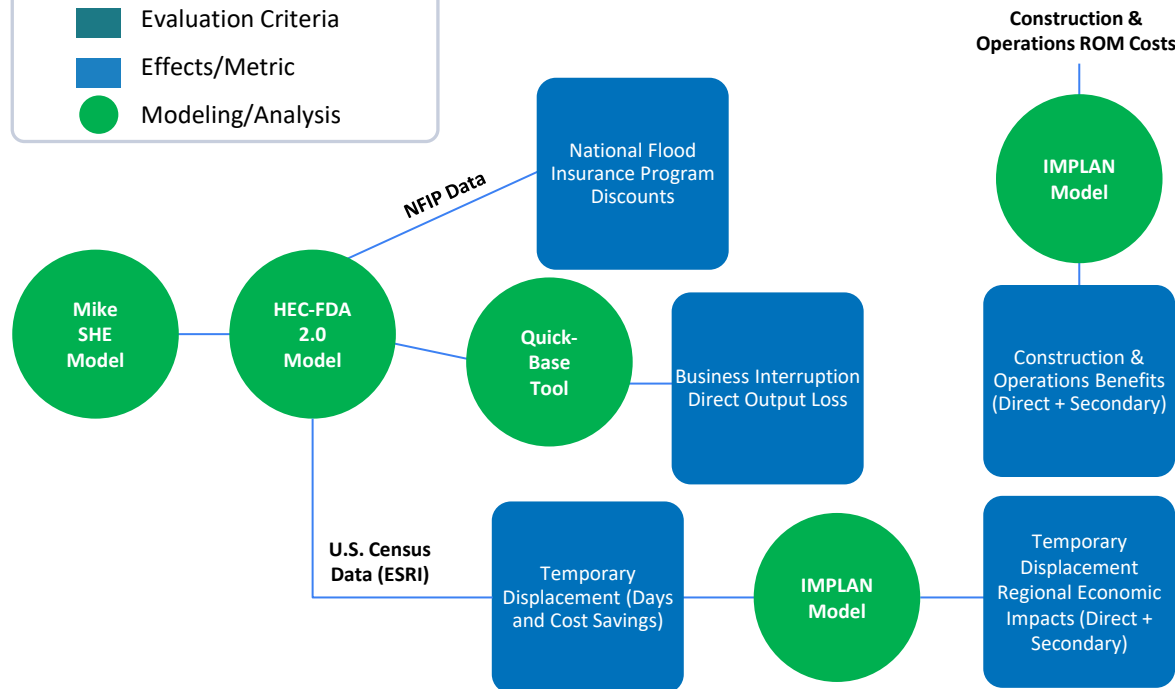 Evaluation Criteria
Effects/Metric
Modeling/Analysis
Construction &
Operations ROM Costs
National Flood
Insurance Program
Discounts
NFIP Data
IMPLAN
Model
Mike
SHE
Model
HEC-FDA
2.0
Model
Quick-
Base
Tool
Business Interruption
Direct Output Loss
Construction &
Operations Benefits
(Direct + Secondary)
U.S. Census
Data (ESRI)
Temporary
Displacement (Days
and Cost Savings)
IMPLAN
Model
Temporary
Displacement
Regional Economic
Impacts (Direct +
Secondary)